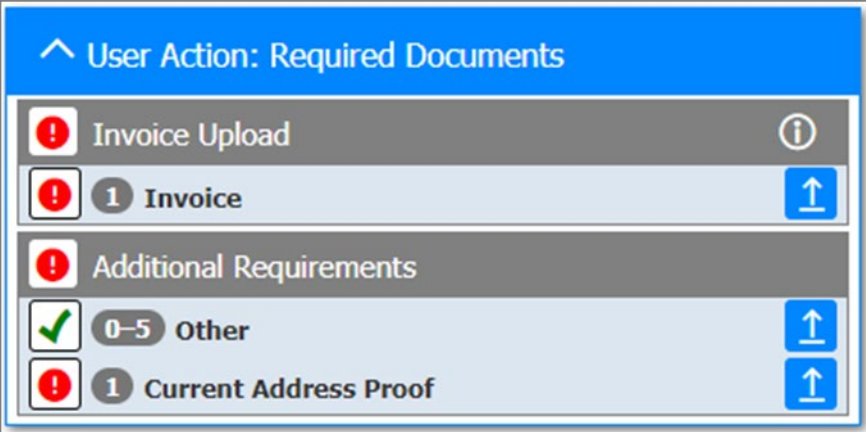 User Action: Required Documents
Invoice Upload
1 Invoice
Additional Requirements
0–5 Other
1 Current Address Proof